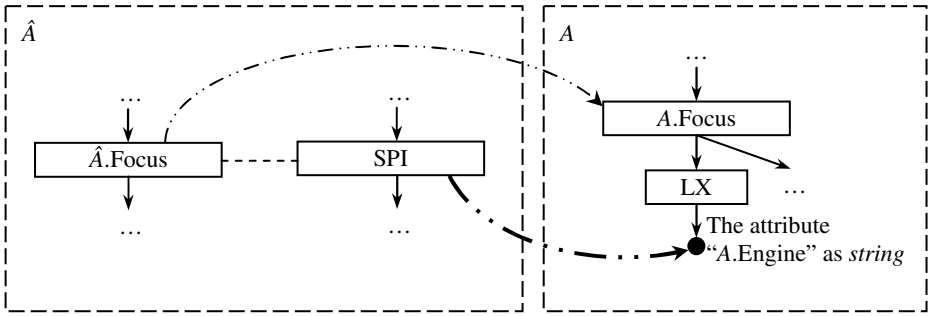 Â
A
…
…
…
Â.Focus
SPI
A.Focus
LX
…
…
…
The attribute
“A.Engine” as string